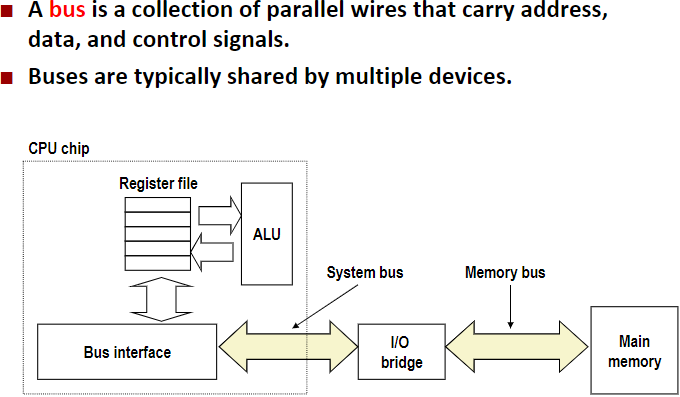 A bus is a collection of parallel wires that carry address,
data, and control signals.
Buses are typically shared by multiple devices.
CPU chip
Register file
ALU
System bus
Memory bus
Bus interface
I/O
bridge
Main
memory